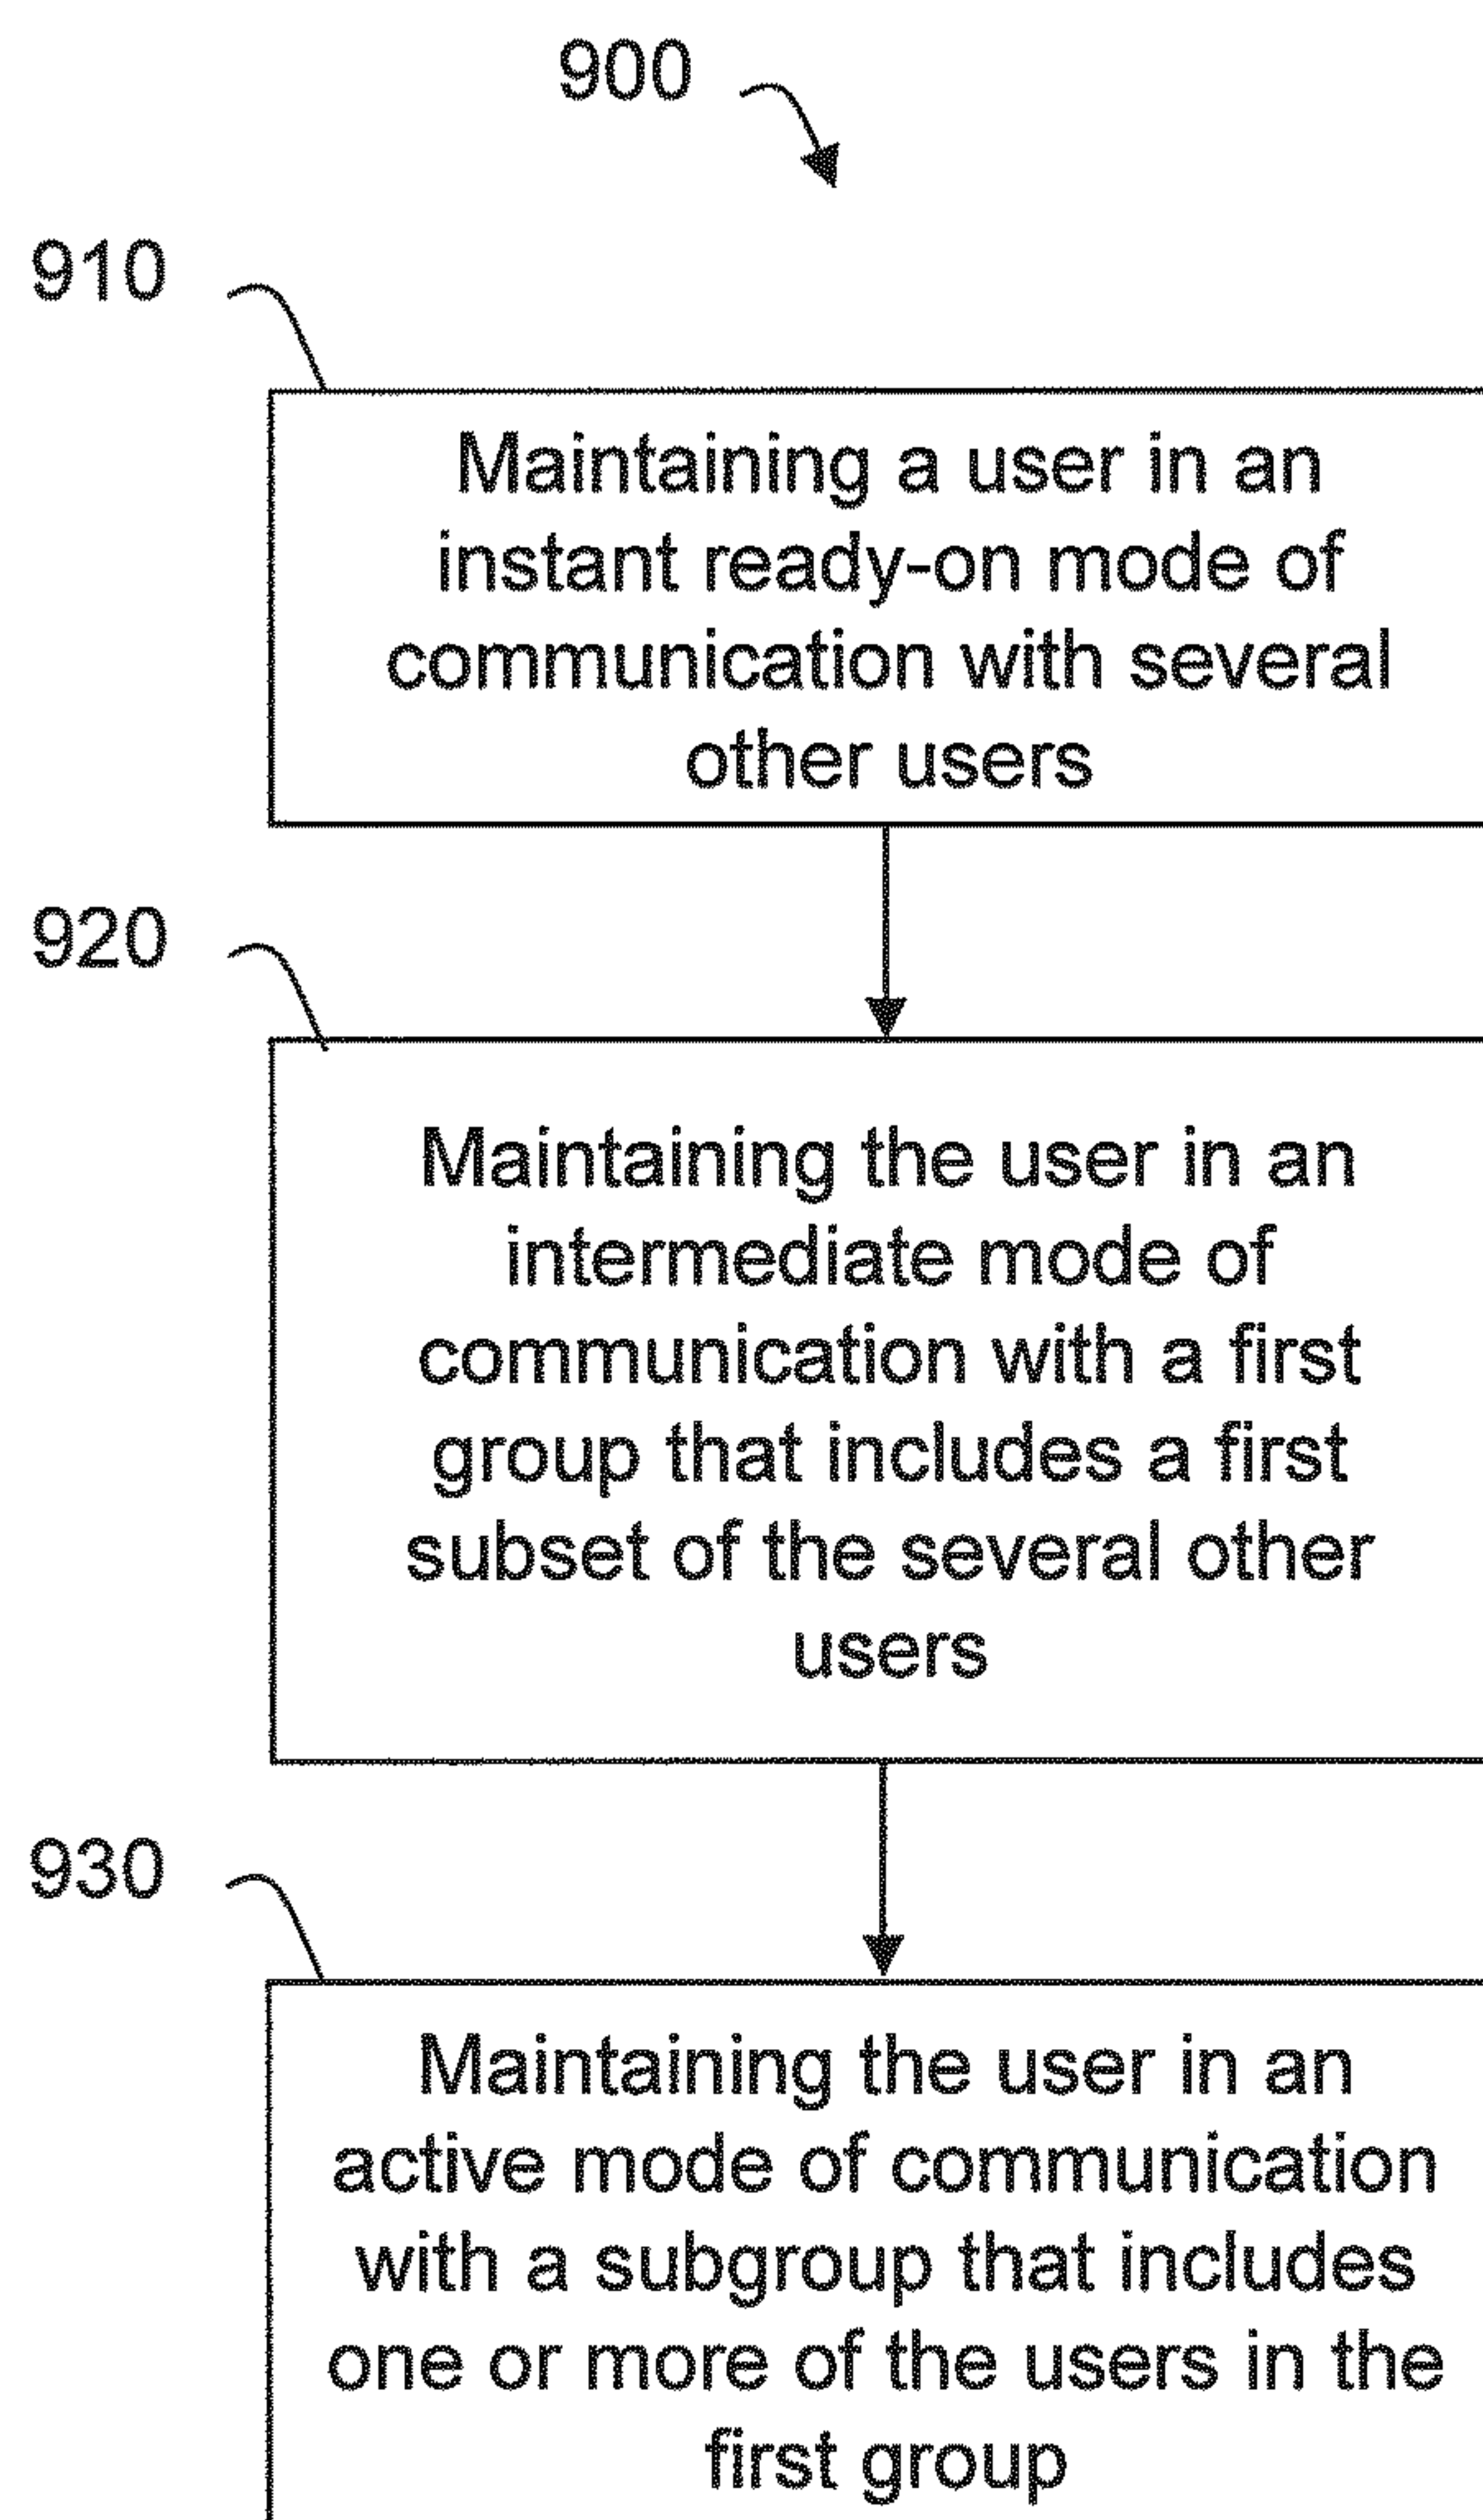 900
910
Maintaining a user in an
instant ready-on mode of
communication with several
other users
920
Maintaining the user in an
intermediate mode of
communication with a first
group that includes a first
subset of the several other
users
930
Maintaining the user in an
active mode of communication
with a subgroup that includes
one or more of the users in the
first group